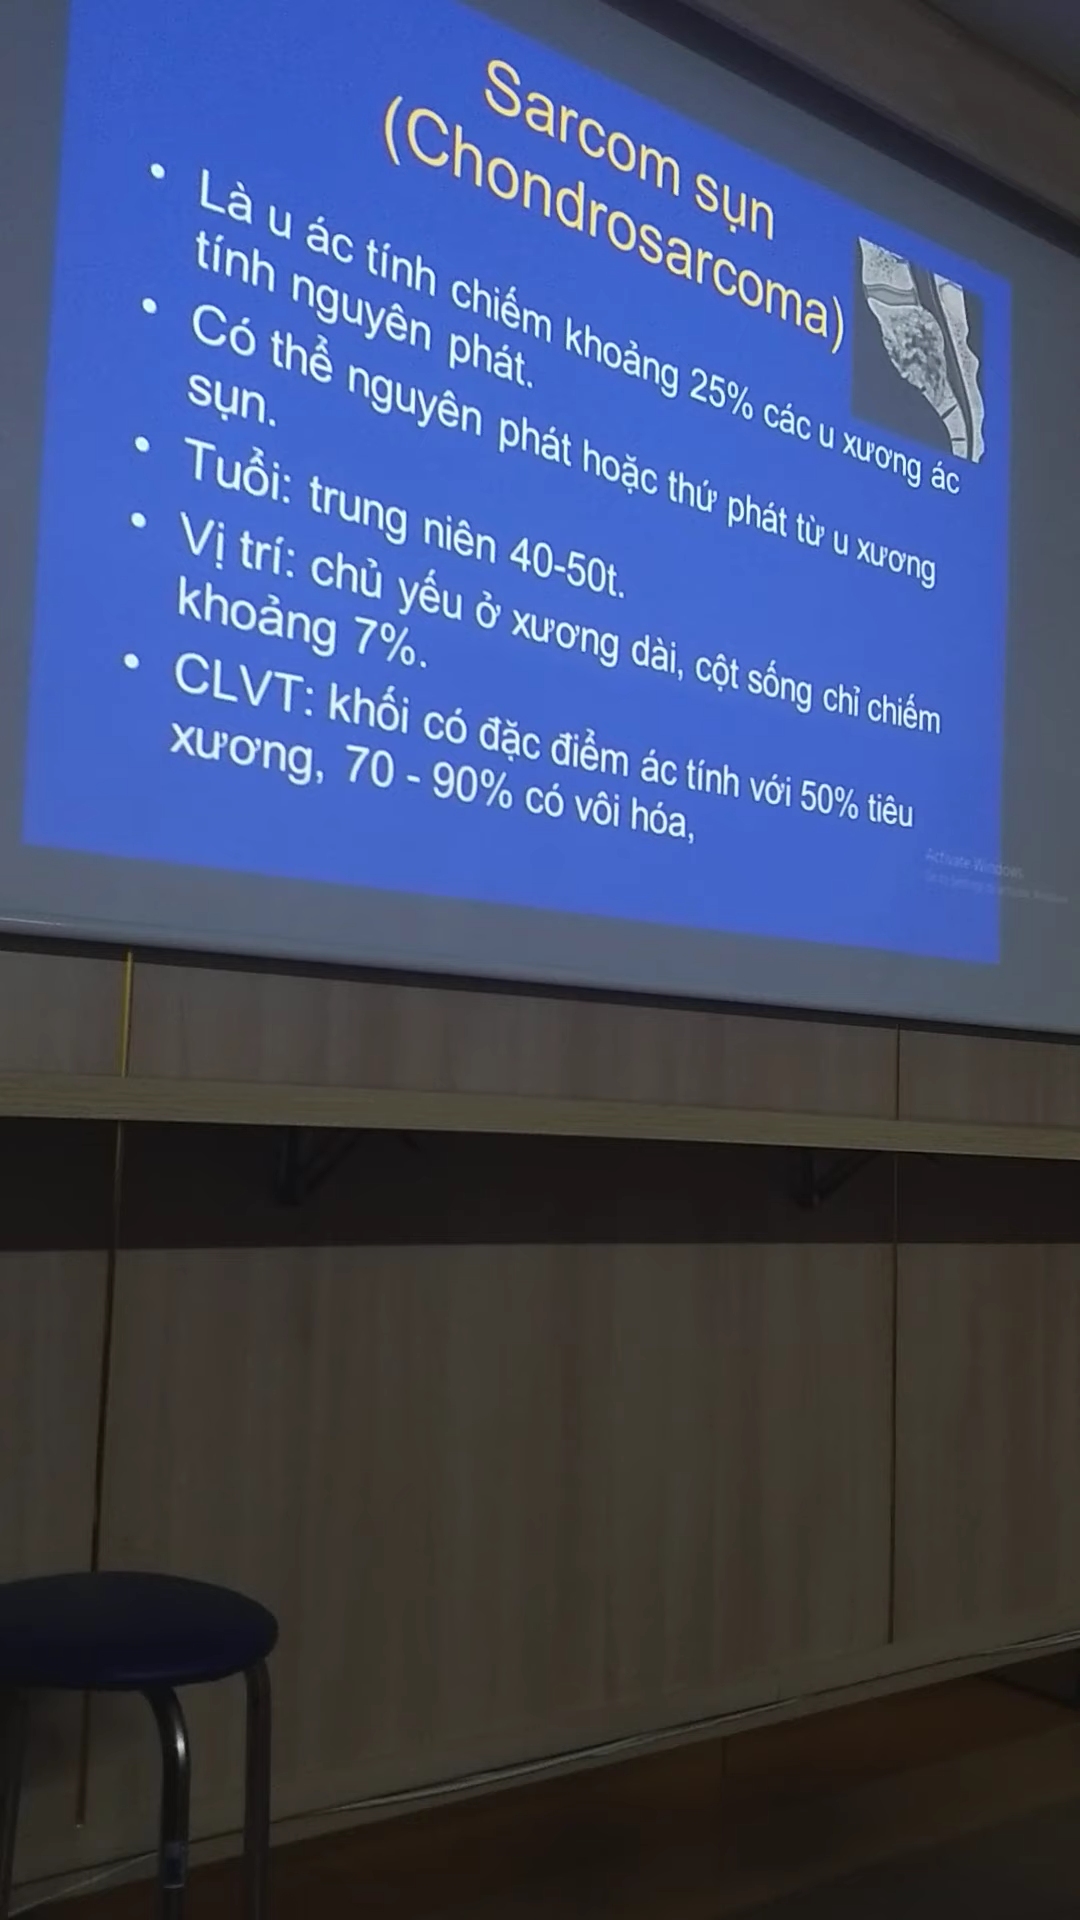 Sarcom sụn
(Chondrosarcoma)
• Là u ác tính chiếm khoảng 25% các u xương ác
tính nguyên phát.
• Có thể nguyên phát hoặc thứ phát từ u xương
sụn.
• Tuổi: trung niên 40-50t.
• Vị trí: chủ yếu ở xương dài, cột sống chỉ chiếm
khoảng 7%.
• CLVT: khối có đặc điểm ác tính với 50% tiêu
xương, 70 - 90% có vôi hóa,
Activate Windows